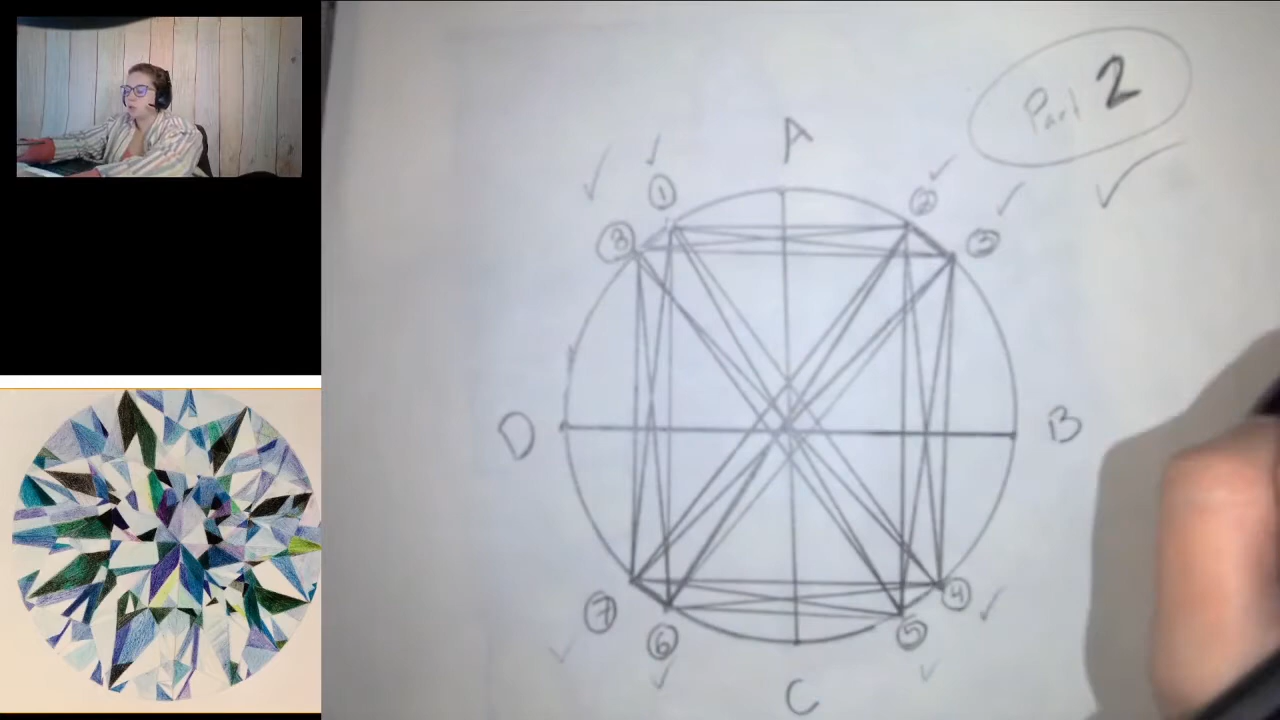 Part 2
A
① ②
⑧ ③
D B
⑦ ④
⑥ ⑤
C